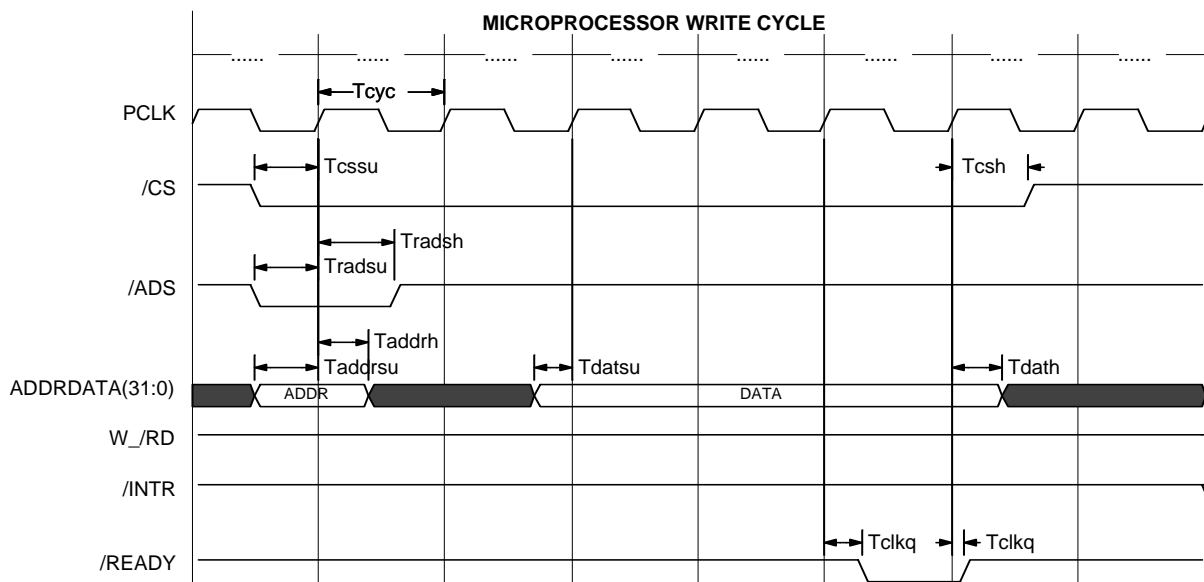 MICROPROCESSOR WRITE CYCLE
...... ...... ...... ...... ...... ...... ...... ......
Tcyc
PCLK
Tcssu Tcsh
/CS
Tradsh
Tradsu
/ADS
Taddrh
Taddrsu Tdatsu Tdath
ADDRDATA(31:0) ADDR DATA
W_/RD
/INTR
Tclkq Tclkq
/READY